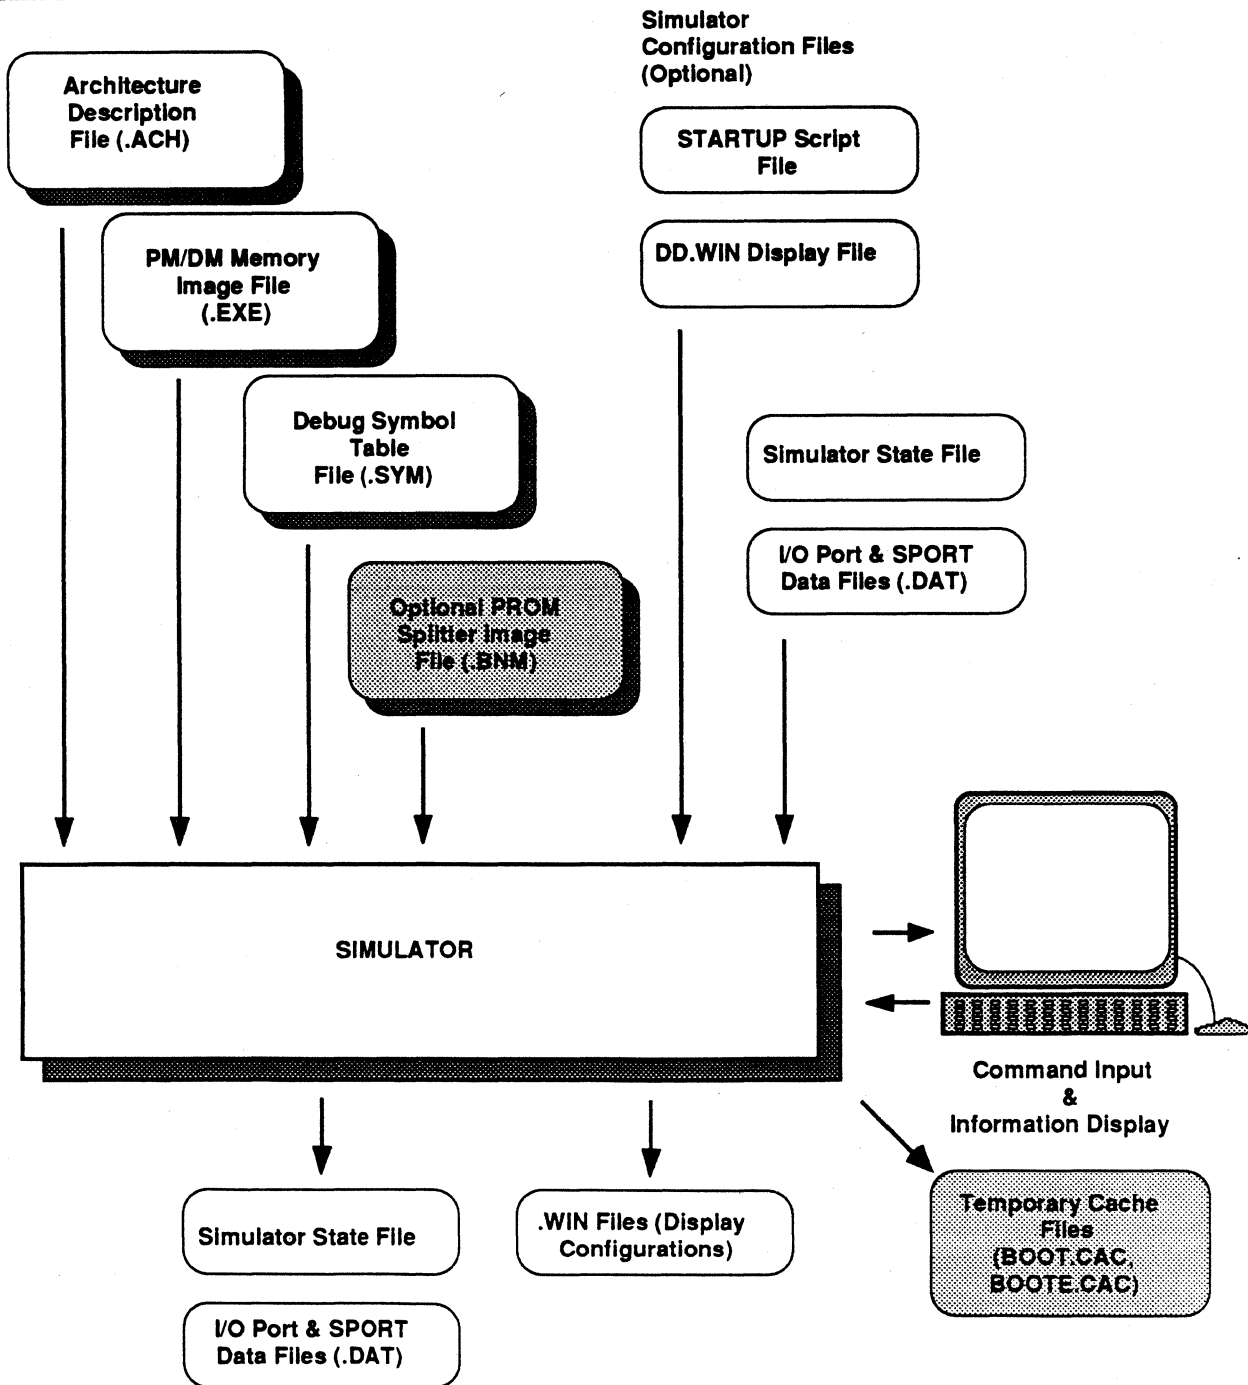 Simulator
Configuration Files
(Optional)
Architecture
Description
File (.ACH)
STARTUP Script
File
PM/DM Memory
Image File
(.EXE)
DD.WIN Display File
Debug Symbol
Table
File (.SYM)
Simulator State File
I/O Port & SPORT
Data Files (.DAT)
Optional PROM
Splitter Image
File (.BNM)
SIMULATOR
Command Input
&
Information Display
Simulator State File
.WIN Files (Display
Configurations)
Temporary Cache
Files
(BOOT.CAC,
BOOTE.CAC)
I/O Port & SPORT
Data Files (.DAT)